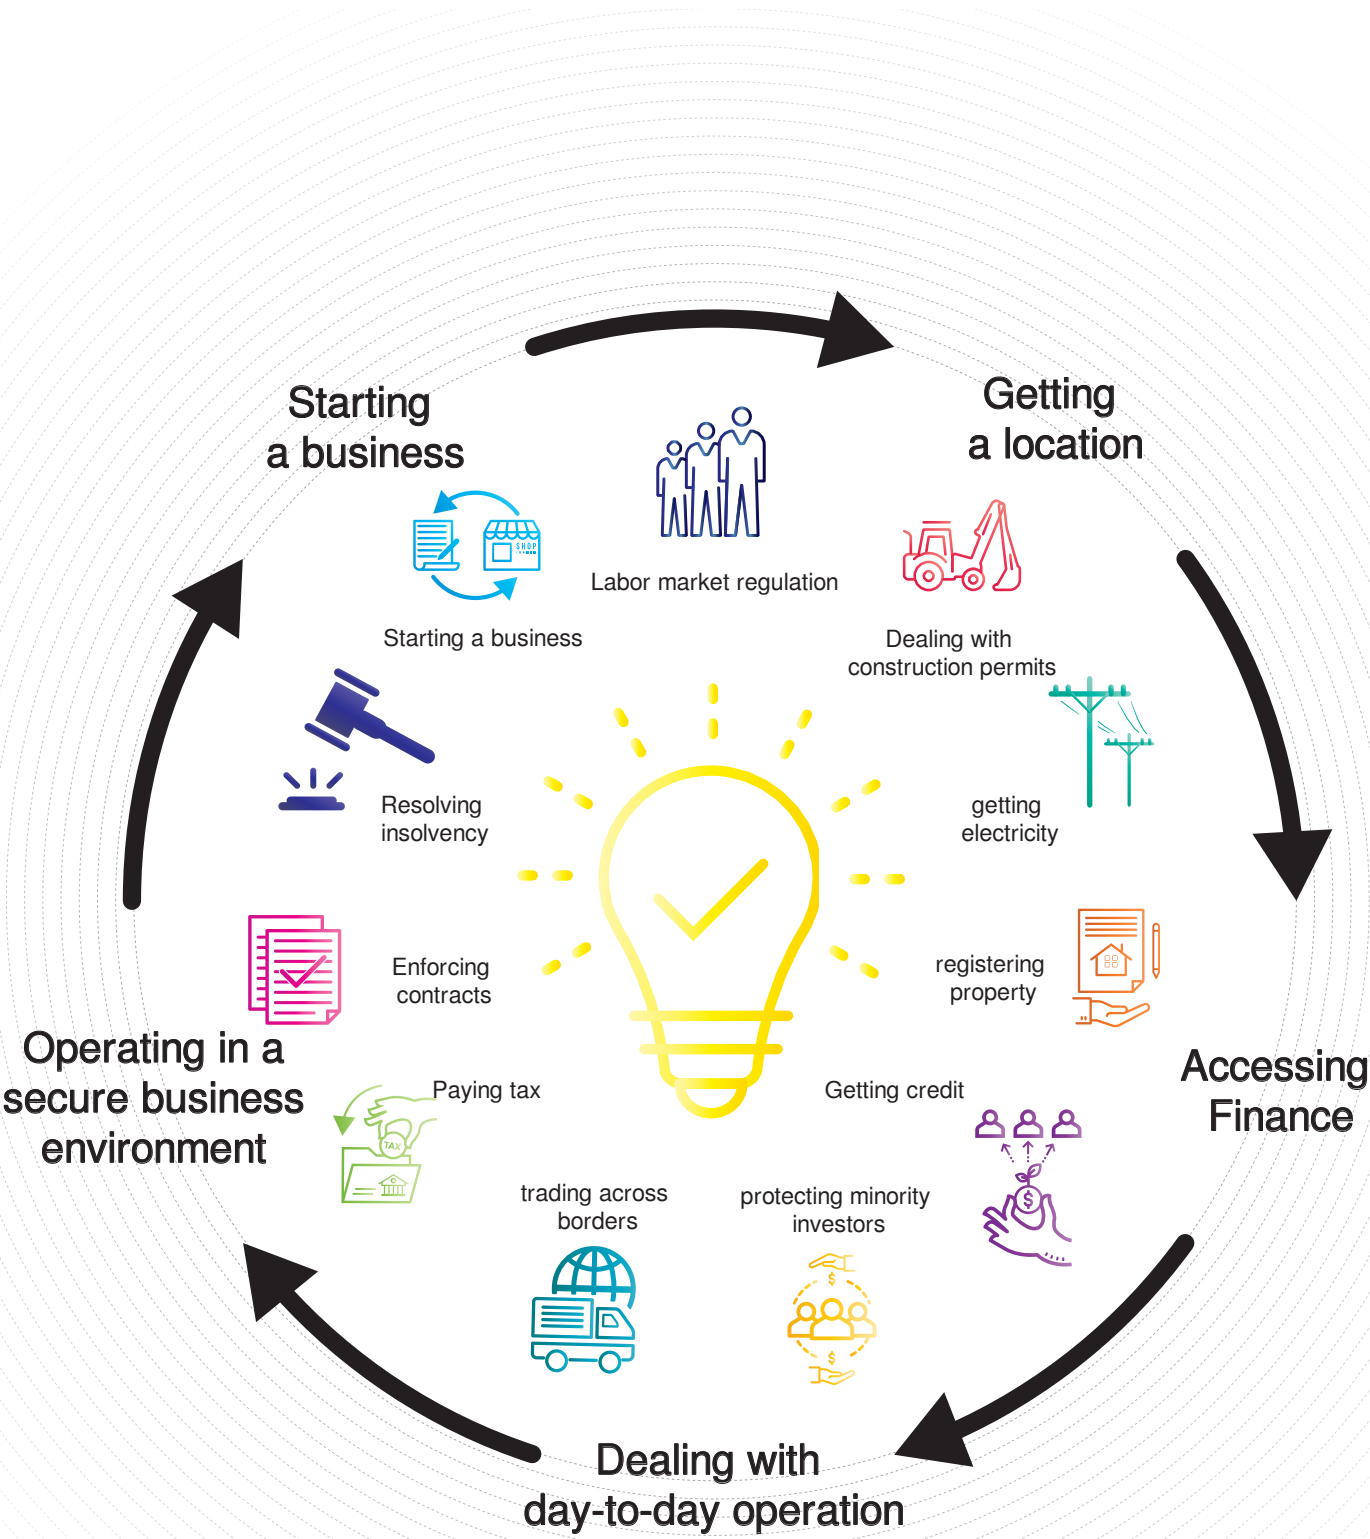 Starting
a business
Getting
a location
SHOP
Labor market regulation
Starting a business
Dealing with
construction permits
Resolving
insolvency
getting
electricity
Enforcing
contracts
registering
property
Operating in a
secure business
environment
Accessing
Finance
Paying tax
TAX
Getting credit
$
trading across
borders
protecting minority
investors
$
$
Dealing with
day-to-day operation